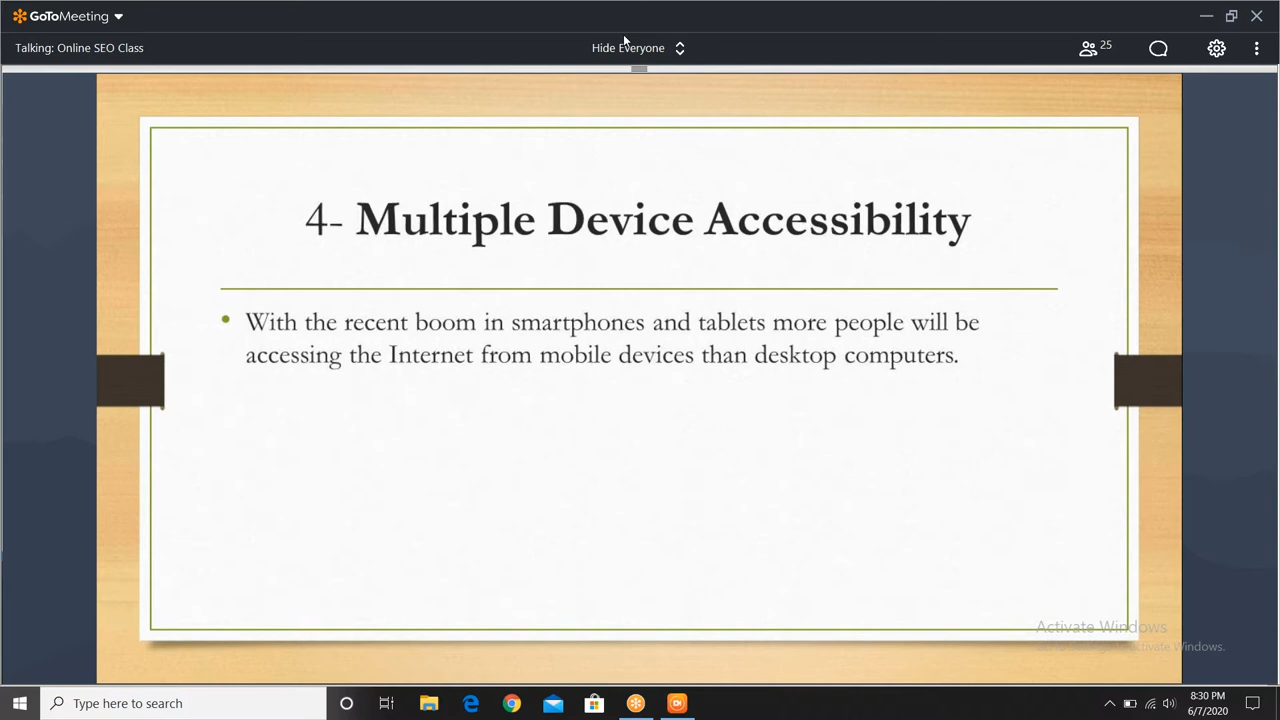 GoToMeeting
Talking: Online SEO Class
Hide Everyone
25
4- Multiple Device Accessibility
• With the recent boom in smartphones and tablets more people will be
accessing the Internet from mobile devices than desktop computers.
Activate Windows
Activate Windows.
Type here to search
8:30 PM
6/7/2020